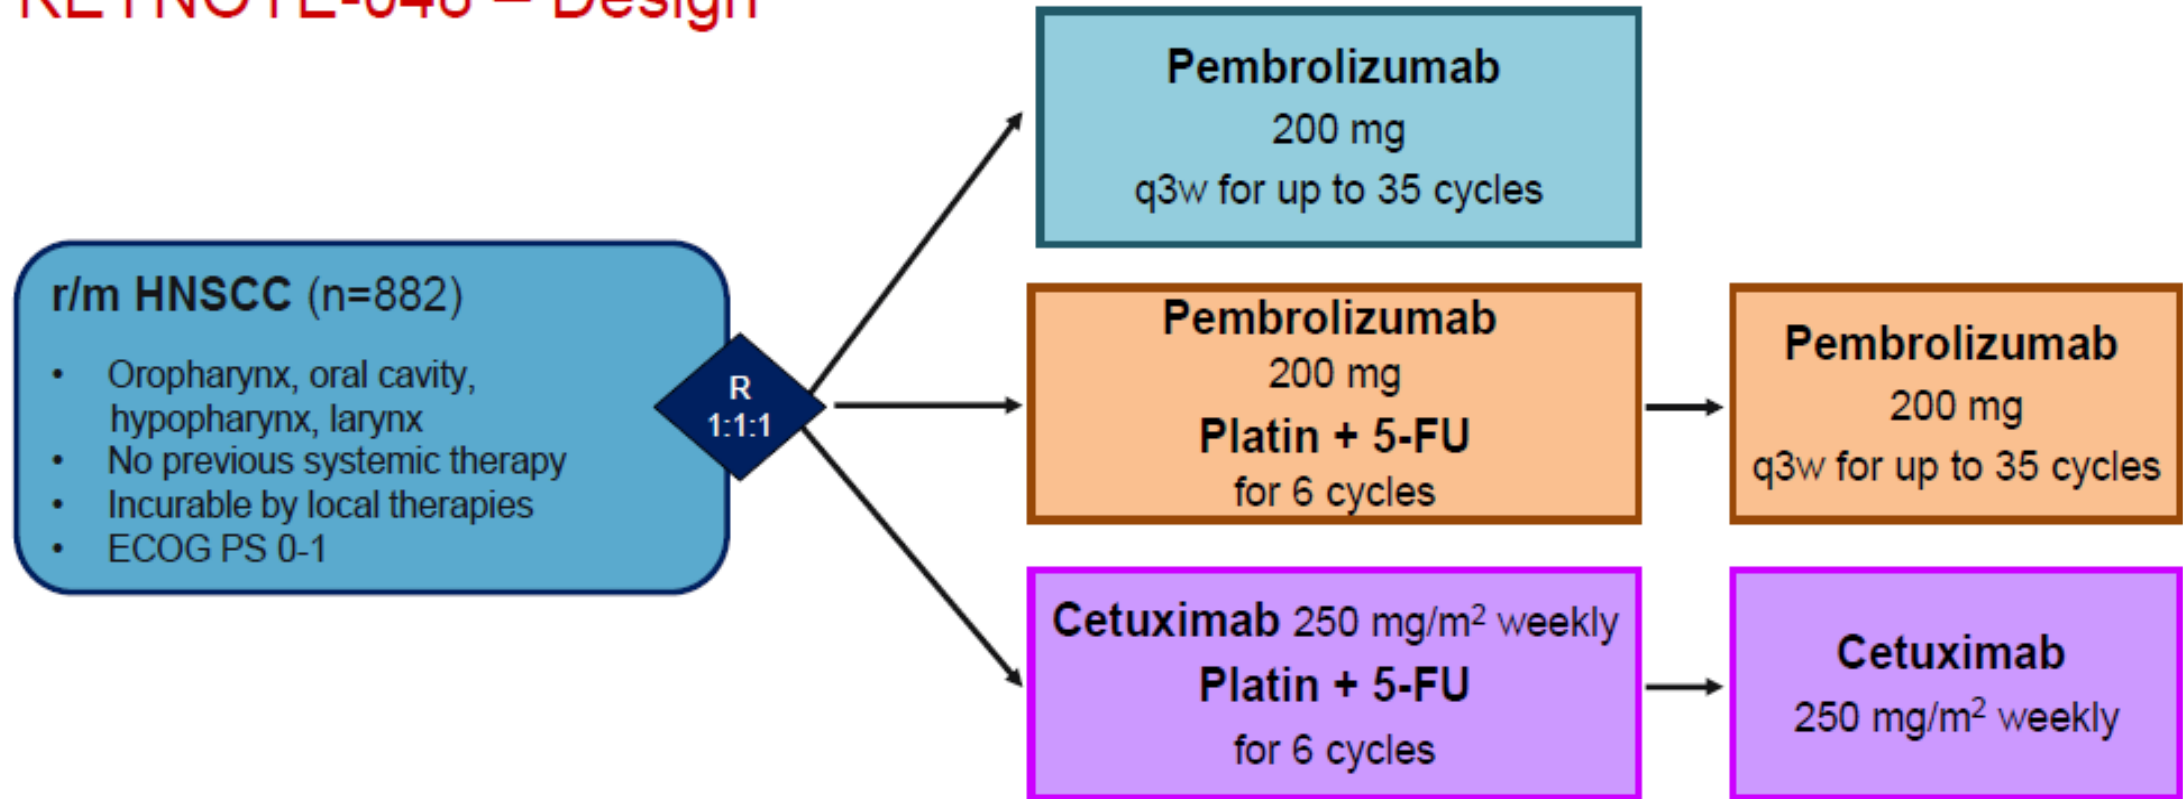 KEYNOTE-048 – Design
r/m HNSCC (n=882)
• Oropharynx, oral cavity,
hypopharynx, larynx
• No previous systemic therapy
• Incurable by local therapies
• ECOG PS 0-1
R
1:1:1
Pembrolizumab
200 mg
q3w for up to 35 cycles
Pembrolizumab
200 mg
Platin + 5-FU
for 6 cycles
Pembrolizumab
200 mg
q3w for up to 35 cycles
Cetuximab 250 mg/m² weekly
Platin + 5-FU
for 6 cycles
Cetuximab
250 mg/m² weekly